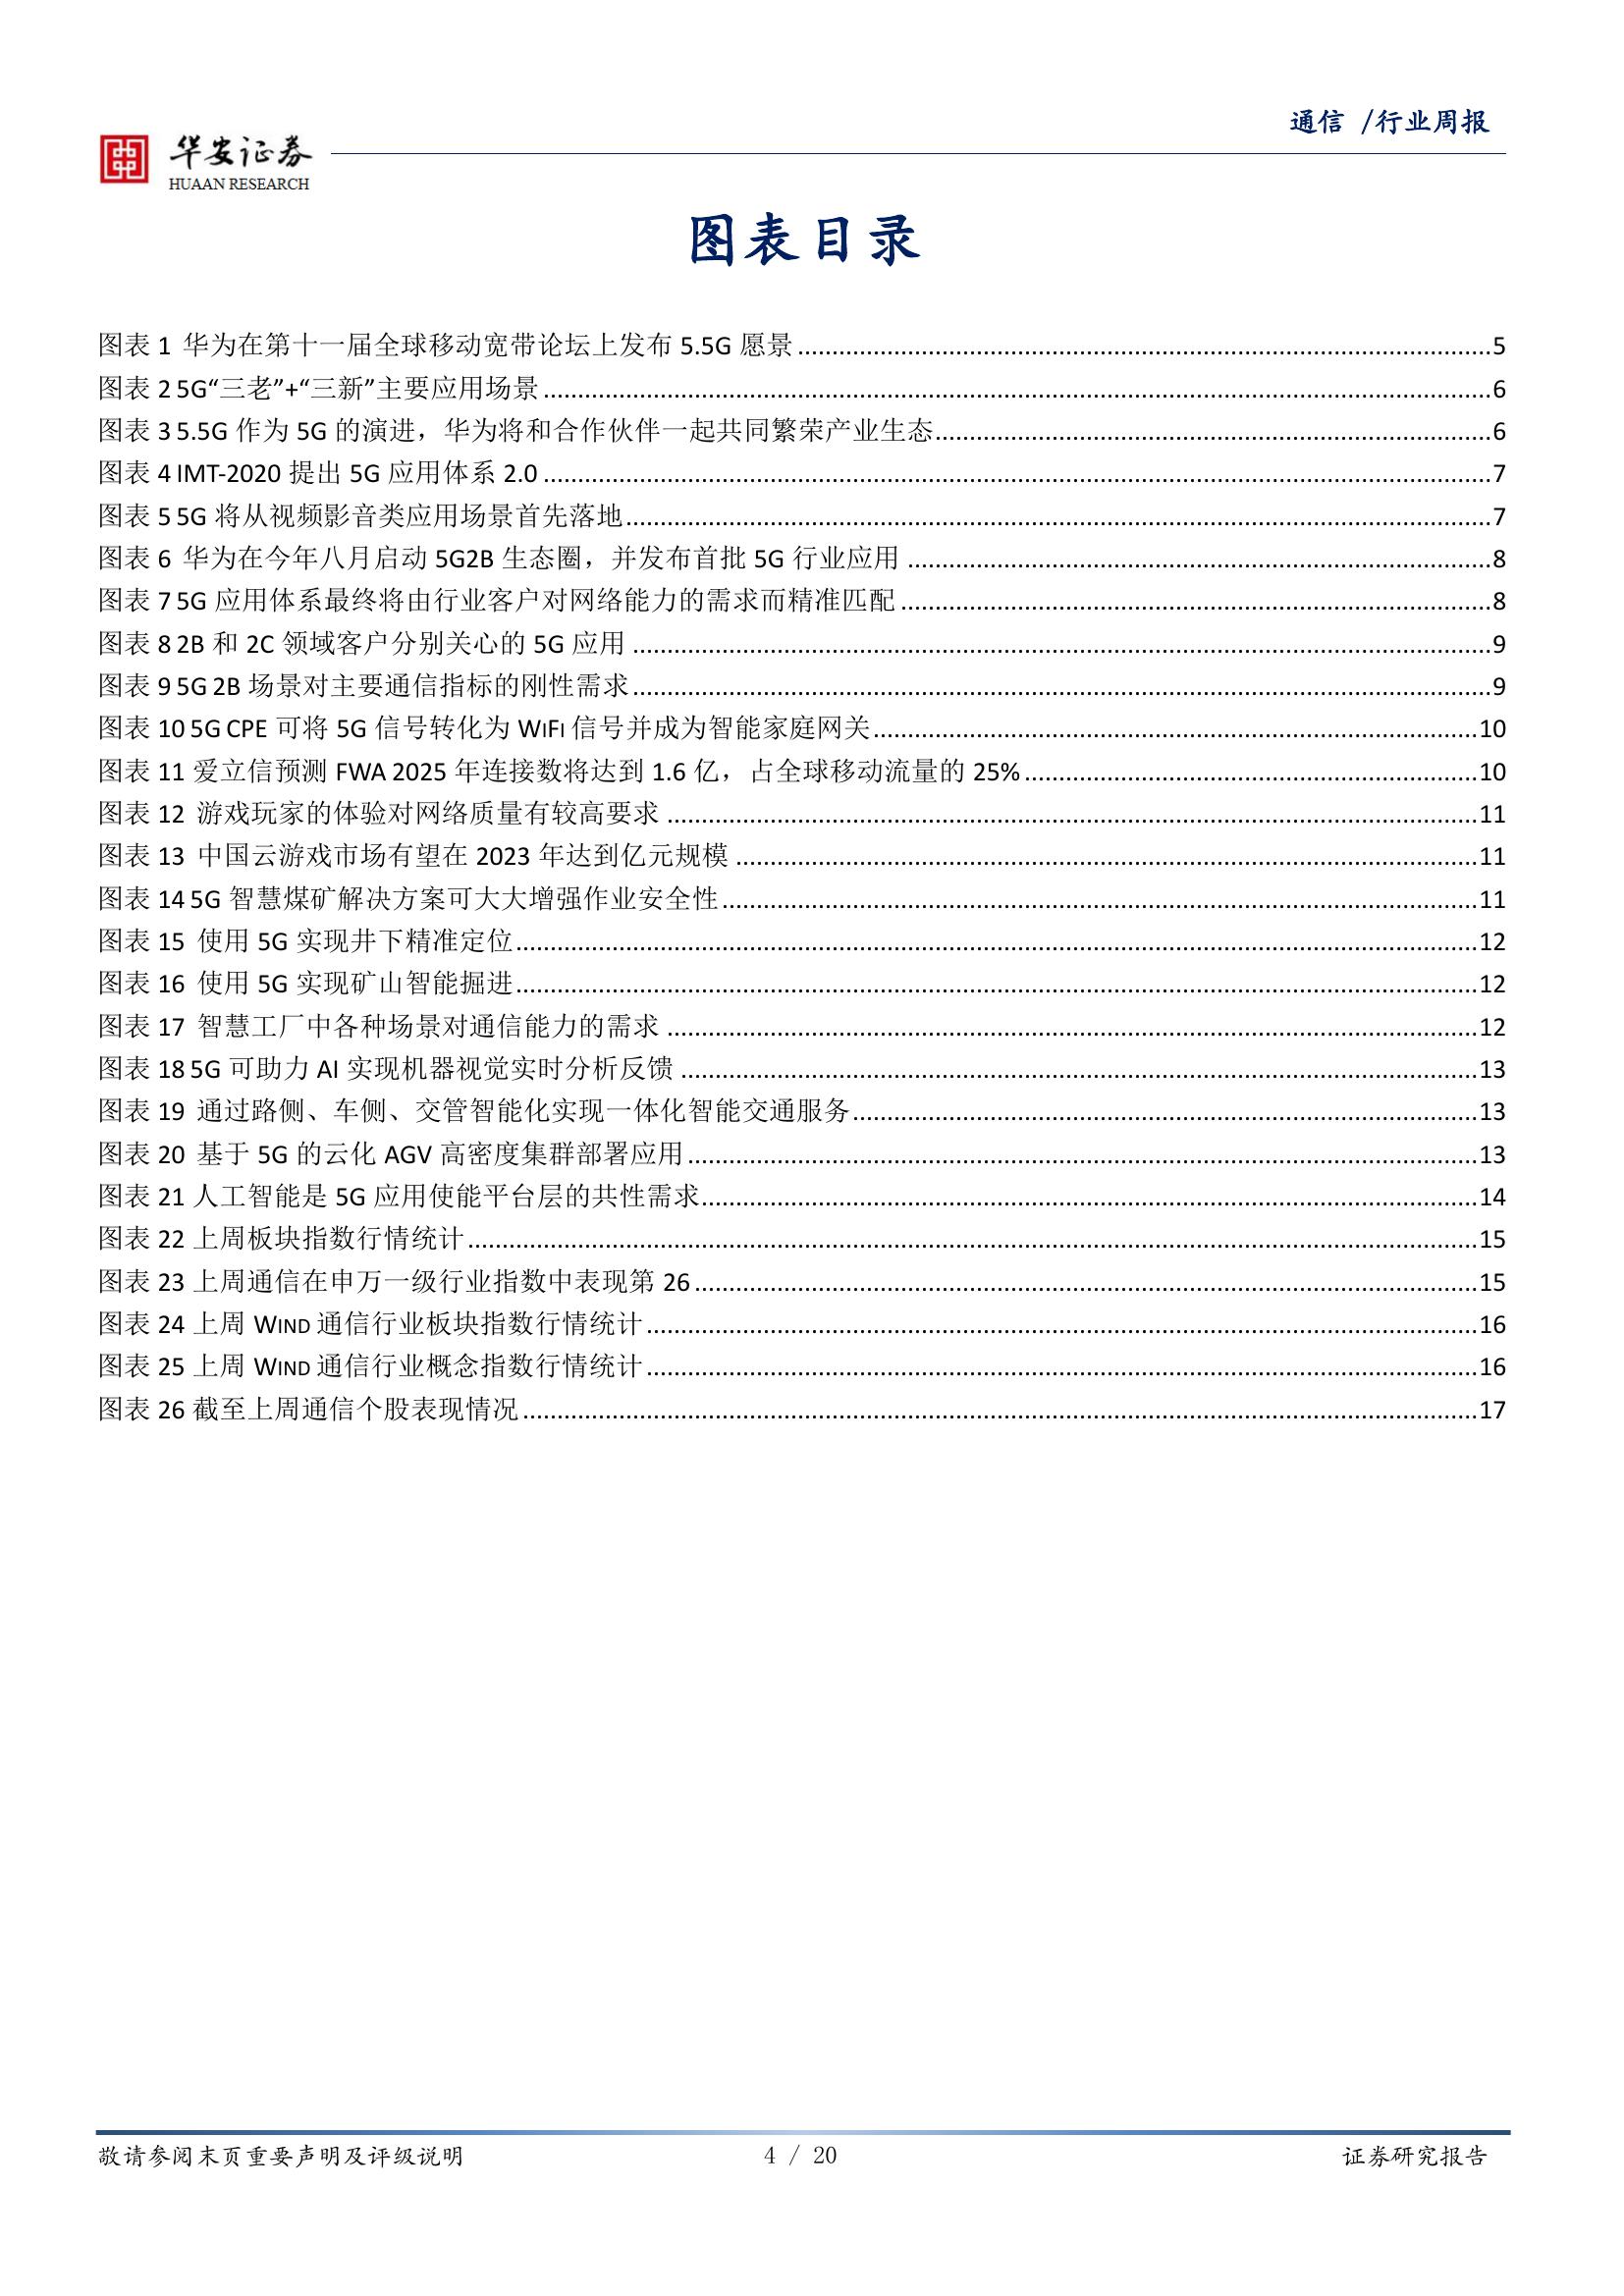 通信 /行业周报
华安证券
HUAAN RESEARCH
图表目录
图表 1 华为在第十一届全球移动宽带论坛上发布 5.5G 愿景 5
图表 2 5G“三老”+“三新”主要应用场景 6
图表 3 5.5G 作为 5G 的演进，华为将和合作伙伴一起共同繁荣产业生态 6
图表 4 IMT-2020 提出 5G 应用体系 2.0 7
图表 5 5G 将从视频影音类应用场景首先落地 7
图表 6 华为在今年八月启动 5G2B 生态圈，并发布首批 5G 行业应用 8
图表 7 5G 应用体系最终将由行业客户对网络能力的需求而精准匹配 8
图表 8 2B 和 2C 领域客户分别关心的 5G 应用 9
图表 9 5G 2B 场景对主要通信指标的刚性需求 9
图表 10 5G CPE 可将 5G 信号转化为 WIFI 信号并成为智能家庭网关 10
图表 11 爱立信预测 FWA 2025 年连接数将达到 1.6 亿，占全球移动流量的 25% 10
图表 12 游戏玩家的体验对网络质量有较高要求 11
图表 13 中国云游戏市场有望在 2023 年达到亿元规模 11
图表 14 5G 智慧煤矿解决方案可大大增强作业安全性 11
图表 15 使用 5G 实现井下精准定位 12
图表 16 使用 5G 实现矿山智能掘进 12
图表 17 智慧工厂中各种场景对通信能力的需求 12
图表 18 5G 可助力 AI 实现机器视觉实时分析反馈 13
图表 19 通过路侧、车侧、交管智能化实现一体化智能交通服务 13
图表 20 基于 5G 的云化 AGV 高密度集群部署应用 13
图表 21 人工智能是 5G 应用使能平台层的共性需求 14
图表 22 上周板块指数行情统计 15
图表 23 上周通信在申万一级行业指数中表现第 26 15
图表 24 上周 WIND 通信行业板块指数行情统计 16
图表 25 上周 WIND 通信行业概念指数行情统计 16
图表 26 截至上周通信个股表现情况 17
敬请参阅末页重要声明及评级说明 4 / 20 证券研究报告